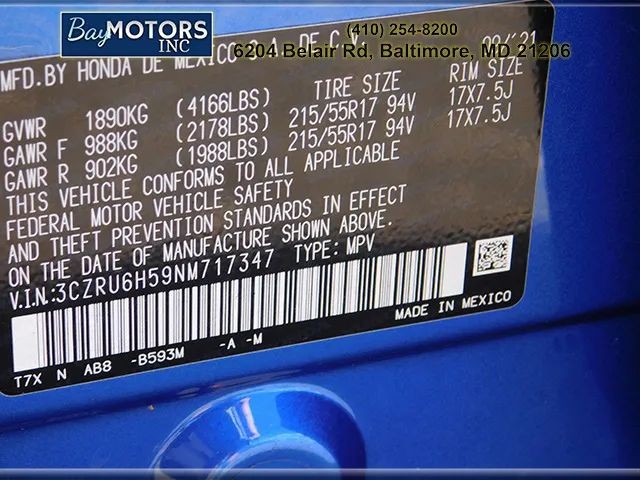 Bay MOTORS INC
(410) 254-8200
6204 Belair Rd, Baltimore, MD 21206
MFD.BY HONDA DE MEXICO S.A. DE C.V.
GVWR 1890KG (4166LBS) TIRE SIZE RIM SIZE
GAWR F 988KG (2178LBS) 215/55R17 94V 17X7.5J
GAWR R 902KG (1988LBS) 215/55R17 94V 17X7.5J
THIS VEHICLE CONFORMS TO ALL APPLICABLE
FEDERAL MOTOR VEHICLE SAFETY
AND THEFT PREVENTION STANDARDS IN EFFECT
ON THE DATE OF MANUFACTURE SHOWN ABOVE.
V.I.N:3CZRU6H59NM717347 TYPE: MPV
MADE IN MEXICO
T7X N AB8 -B593M -A -M